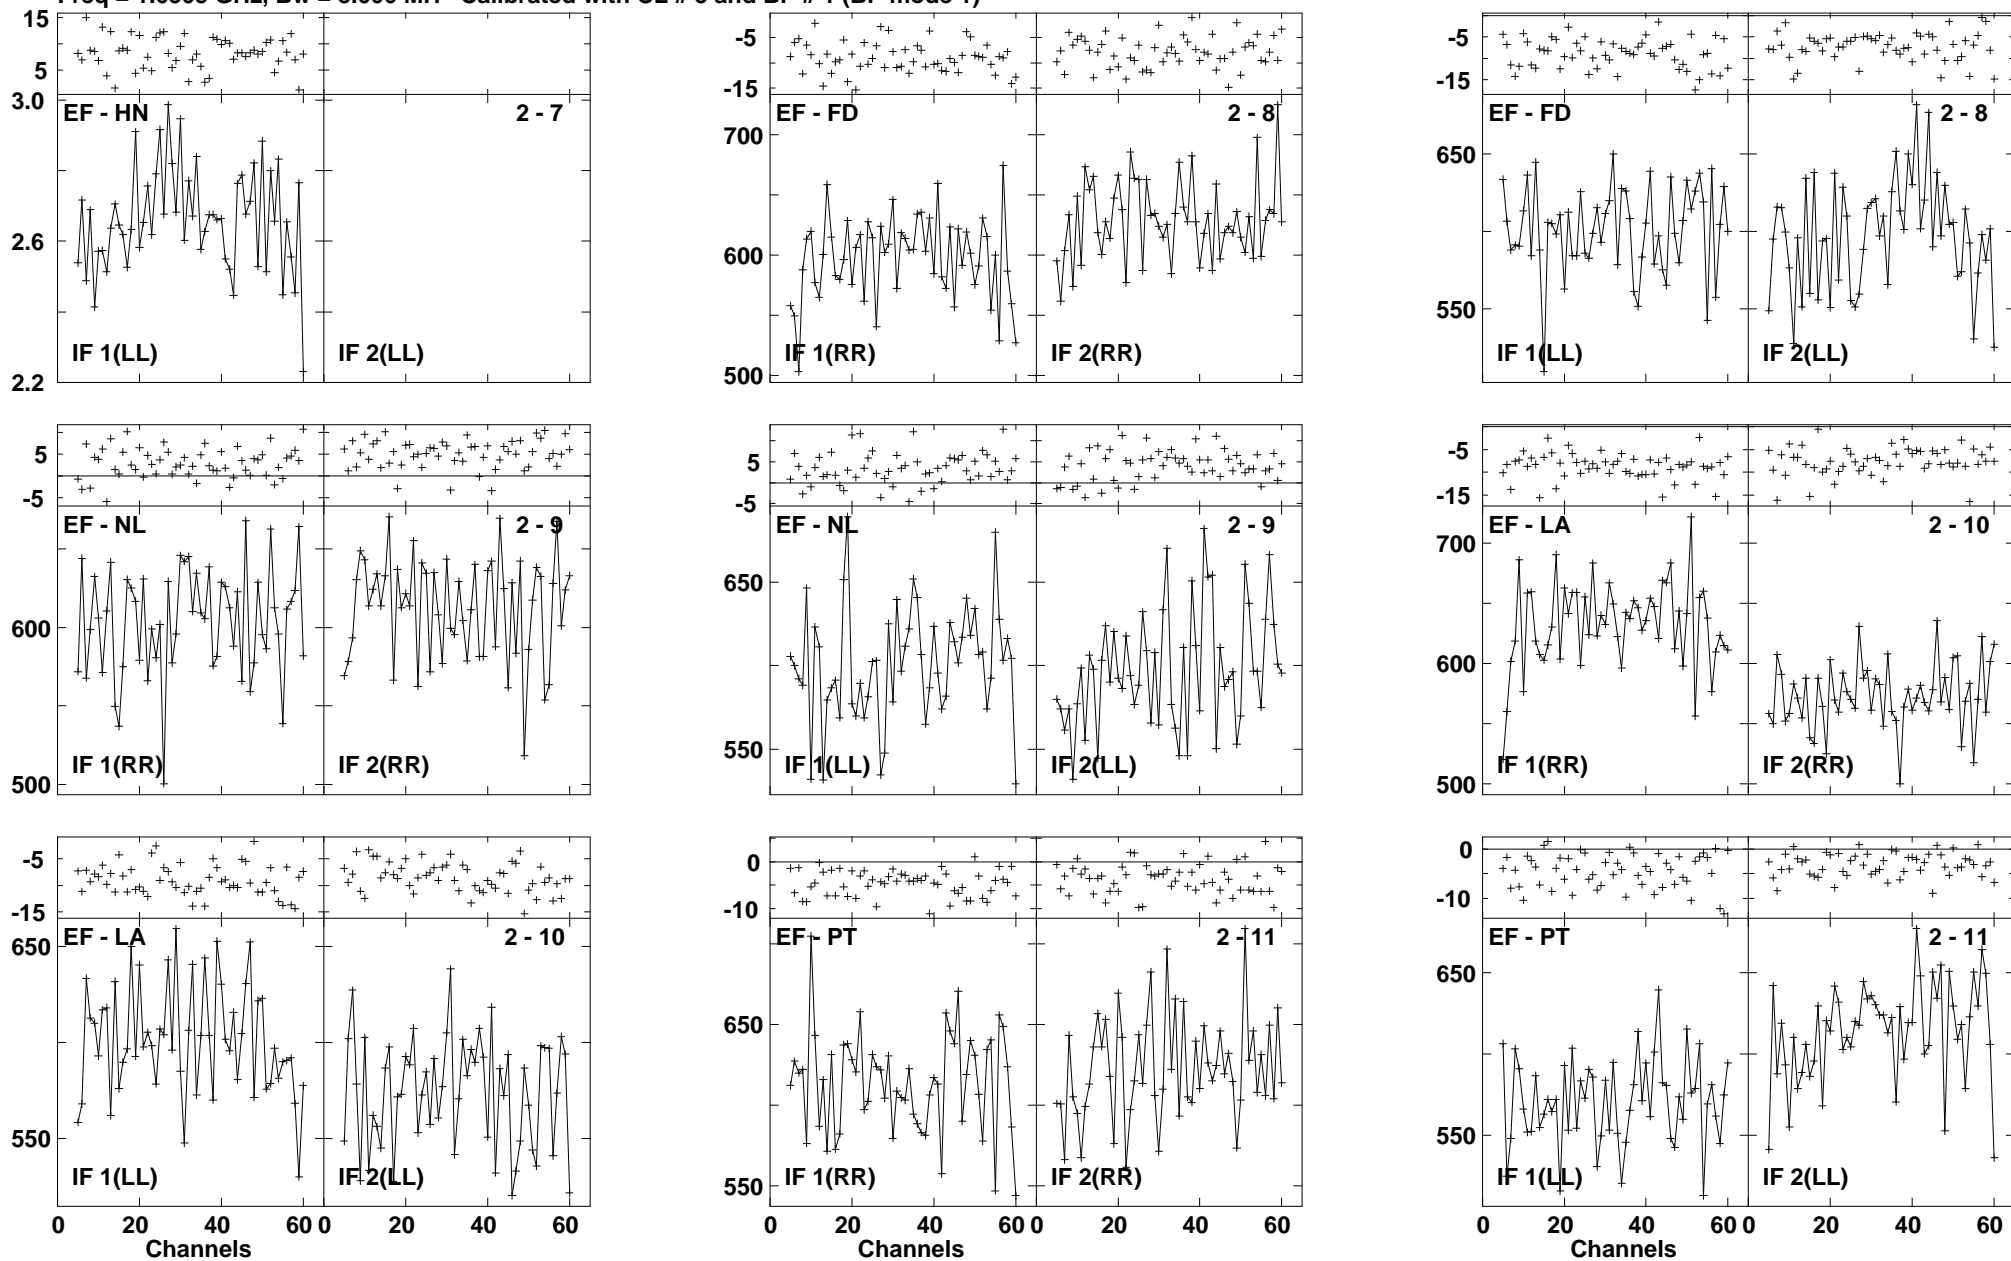 15
5
3.0
2.6
2.2
EF - HN
2 - 7
IF 1(LL)
IF 2(LL)
-5
-15
700
600
500
EF - FD
2 - 8
IF 1(RR)
IF 2(RR)
-5
-15
650
550
EF - FD
2 - 8
IF 1(LL)
IF 2(LL)
5
-5
600
500
EF - NL
2 - 9
IF 1(RR)
IF 2(RR)
5
-5
650
550
EF - NL
2 - 9
IF 1(LL)
IF 2(LL)
-5
-15
700
600
500
EF - LA
2 - 10
IF 1(RR)
IF 2(RR)
-5
-15
650
550
EF - LA
2 - 10
IF 1(LL)
IF 2(LL)
0 20 40 60 0 20 40 60
Channels
0
-10
650
550
EF - PT
2 - 11
IF 1(RR)
IF 2(RR)
0 20 40 60 0 20 40 60
Channels
0
-10
650
550
EF - PT
2 - 11
IF 1(LL)
IF 2(LL)
0 20 40 60 0 20 40 60
Channels